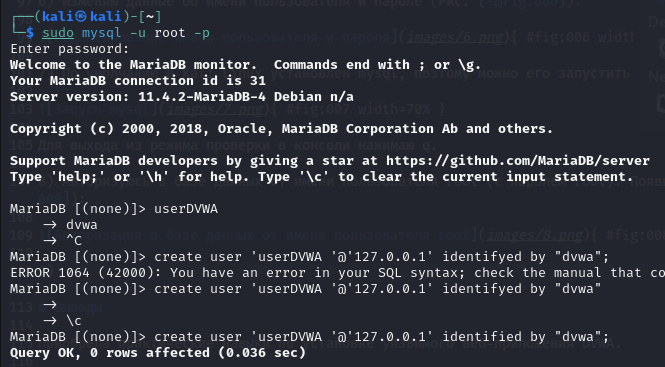 ┌──(kali㉿kali)-[~]
└─$ sudo mysql -u root -p
Enter password:
Welcome to the MariaDB monitor.  Commands end with ; or \g.
Your MariaDB connection id is 31
Server version: 11.4.2-MariaDB-4 Debian n/a

Copyright (c) 2000, 2018, Oracle, MariaDB Corporation Ab and others.

Support MariaDB developers by giving a star at https://github.com/MariaDB/server
Type 'help;' or '\h' for help. Type '\c' to clear the current input statement.

MariaDB [(none)]> userDVWA
    -> dvwa
    -> ^C
MariaDB [(none)]> create user 'userDVWA '@'127.0.0.1' identifyed by "dvwa";
ERROR 1064 (42000): You have an error in your SQL syntax; check the manual that co
MariaDB [(none)]> create user 'userDVWA '@'127.0.0.1' identifyed by "dvwa"
    ->
    -> \c
MariaDB [(none)]> create user 'userDVWA '@'127.0.0.1' identified by "dvwa";
Query OK, 0 rows affected (0.036 sec)